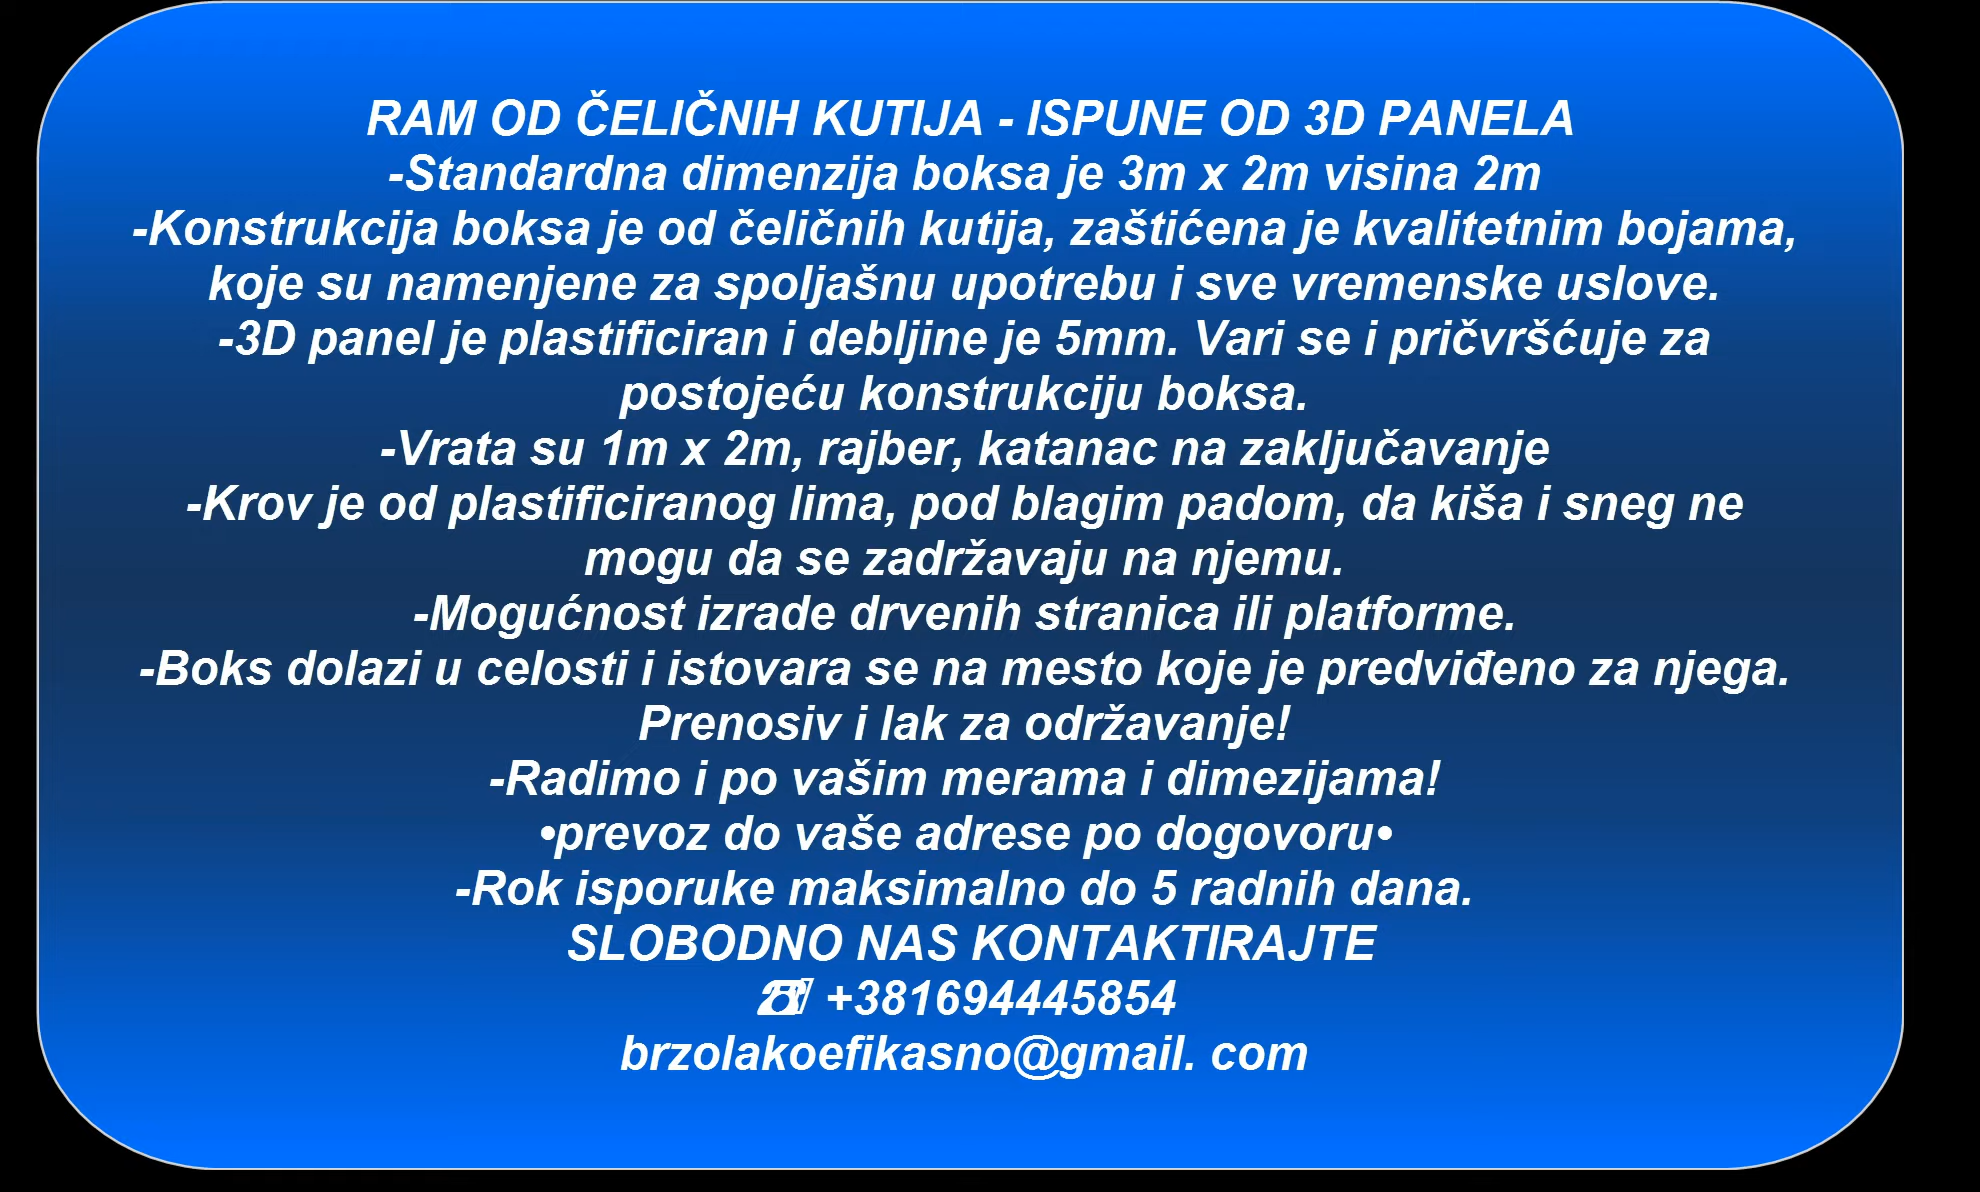 RAM OD ČELIČNIH KUTIJA - ISPUNE OD 3D PANELA
-Standardna dimenzija boksa je 3m x 2m visina 2m
-Konstrukcija boksa je od čeličnih kutija, zaštićena je kvalitetnim bojama,
koje su namenjene za spoljašnu upotrebu i sve vremenske uslove.
-3D panel je plastificiran i debljine je 5mm. Vari se i pričvršćuje za
postojeću konstrukciju boksa.
-Vrata su 1m x 2m, rajber, katanac na zaključavanje
-Krov je od plastificiranog lima, pod blagim padom, da kiša i sneg ne
mogu da se zadržavaju na njemu.
-Mogućnost izrade drvenih stranica ili platforme.
-Boks dolazi u celosti i istovara se na mesto koje je predviđeno za njega.
Prenosiv i lak za održavanje!
-Radimo i po vašim merama i dimezijama!
•prevoz do vaše adrese po dogovoru•
-Rok isporuke maksimalno do 5 radnih dana.
SLOBODNO NAS KONTAKTIRAJTE
+381694445854
brzolakoefikasno@gmail. com